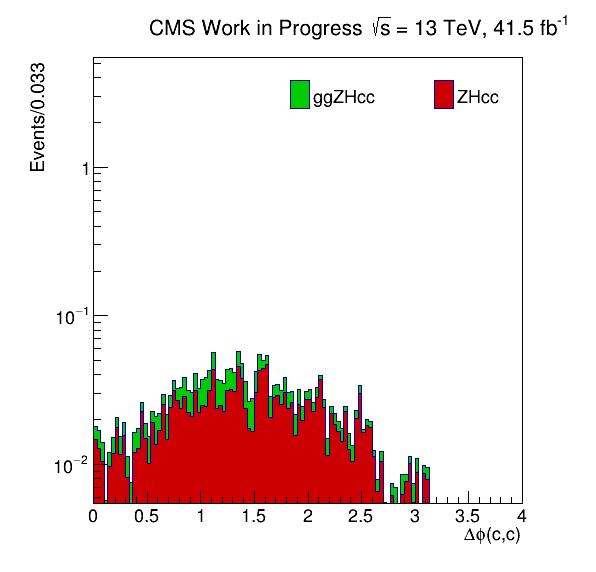 CMS Work in Progress √s = 13 TeV, 41.5 fb⁻¹
Events/0.033
ggZHcc ZHcc
1
10⁻¹
10⁻²
0 0.5 1 1.5 2 2.5 3 3.5 4
Δϕ(c,c)